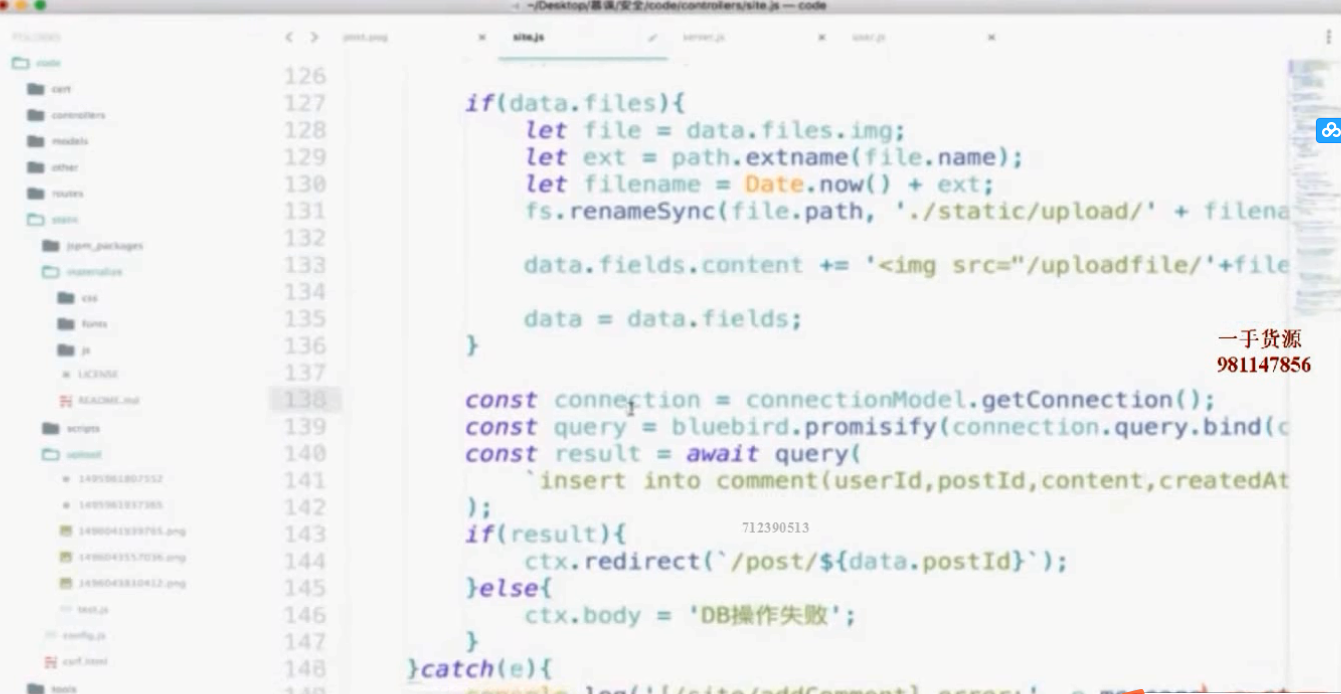 ~/Desktop/慕课/安全/code/controllers/site.js — code
FOLDERS
post.pug
site.js
server.js
user.js
code
cert
controllers
models
other
routes
static
jspm_packages
materialize
css
fonts
js
LICENSE
README.md
scripts
upload
1495961807552
1495961937365
1496041939765.png
1496043557036.png
1496043810412.png
test.js
config.js
csrf.html
tools
126
127 if(data.files){
128 let file = data.files.img;
129 let ext = path.extname(file.name);
130 let filename = Date.now() + ext;
131 fs.renameSync(file.path, './static/upload/' + filena
132
133 data.fields.content += '<img src="/uploadfile/'+file
134
135 data = data.fields;
136 }
137
138 const connection = connectionModel.getConnection();
139 const query = bluebird.promisify(connection.query.bind(c
140 const result = await query(
141 `insert into comment(userId,postId,content,createdAt
142 );
143 if(result){
144 ctx.redirect(`/post/${data.postId}`);
145 }else{
146 ctx.body = 'DB操作失败';
147 }
148 }catch(e){
一手货源
981147856
712390513